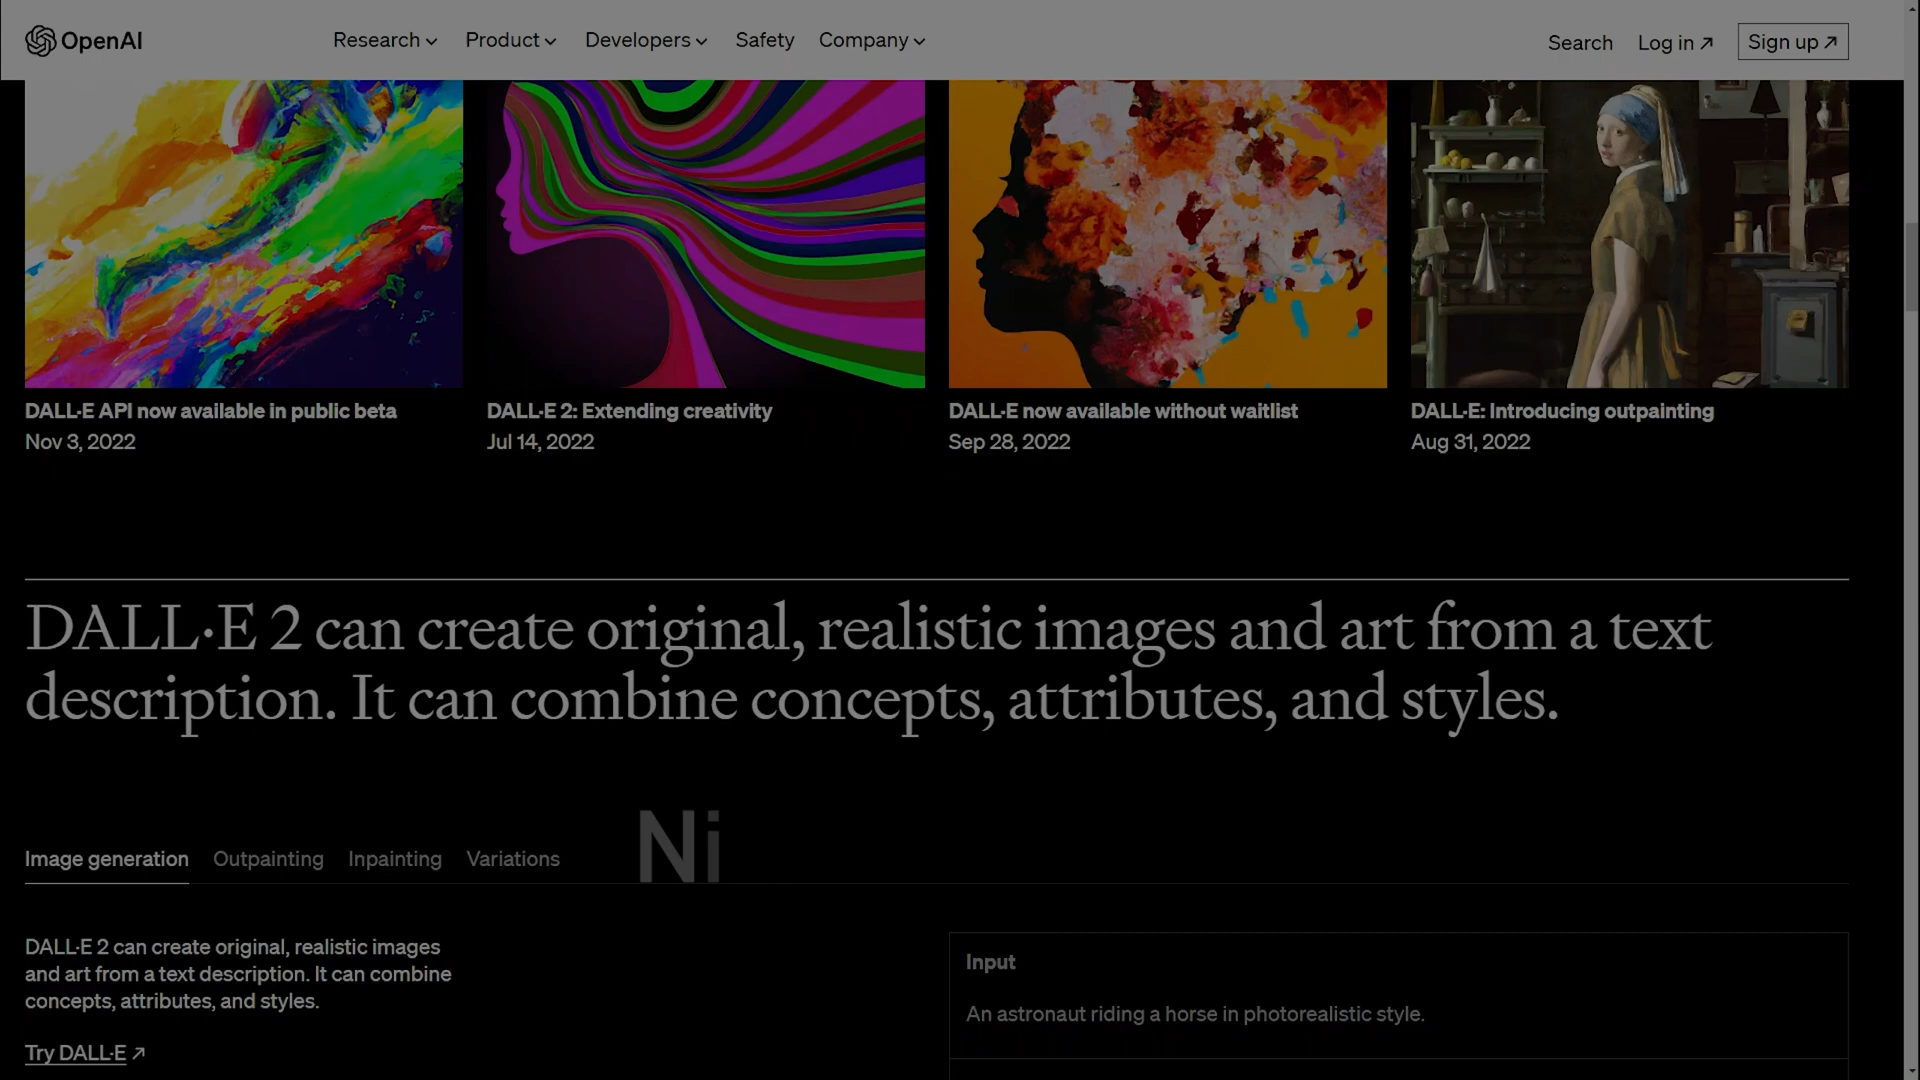 OpenAI
Research
Product
Developers
Safety
Company
Search
Log in ↗
Sign up ↗
DALL·E API now available in public beta
Nov 3, 2022
DALL·E 2: Extending creativity
Jul 14, 2022
DALL·E now available without waitlist
Sep 28, 2022
DALL·E: Introducing outpainting
Aug 31, 2022
DALL·E 2 can create original, realistic images and art from a text
description. It can combine concepts, attributes, and styles.
Ni
Image generation
Outpainting
Inpainting
Variations
DALL·E 2 can create original, realistic images
and art from a text description. It can combine
concepts, attributes, and styles.
Try DALL·E ↗
Input
An astronaut riding a horse in photorealistic style.